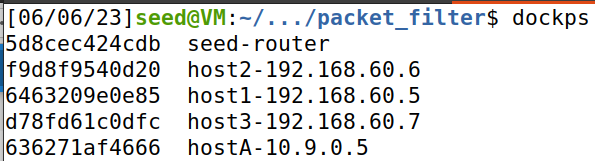 [06/06/23]seed@VM:~/.../packet_filter$ dockps
5d8cec424cdb  seed-router
f9d8f9540d20  host2-192.168.60.6
6463209e0e85  host1-192.168.60.5
d78fd61c0dfc  host3-192.168.60.7
636271af4666  hostA-10.9.0.5